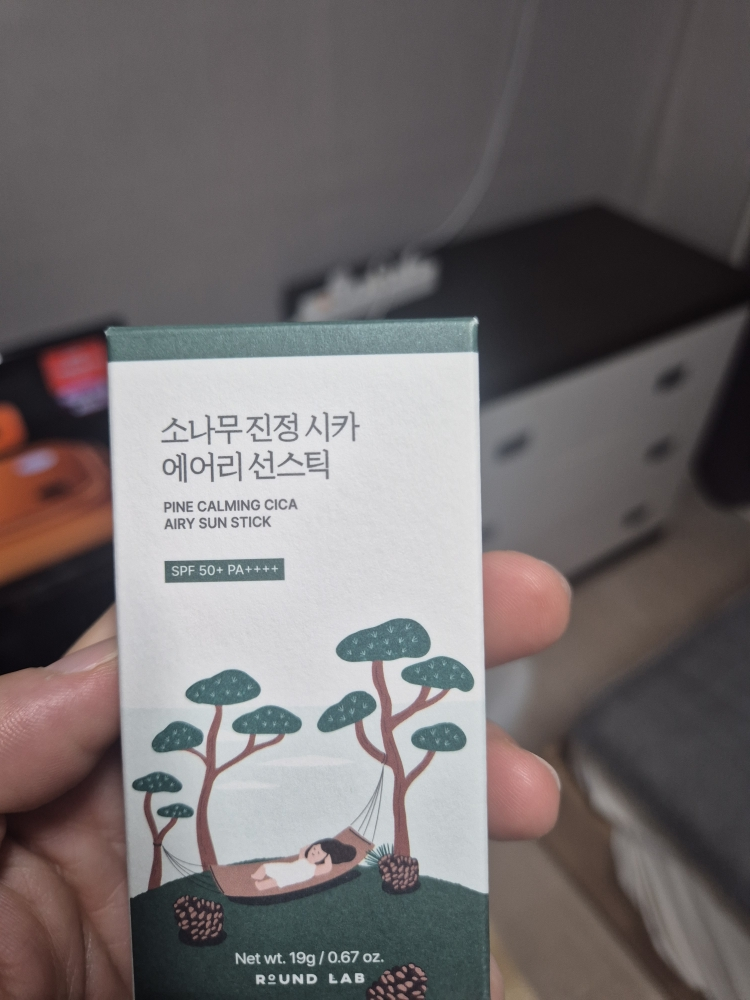 소나무 진정 시카
에어리 선스틱
PINE CALMING CICA
AIRY SUN STICK
SPF 50+ PA++++
Net wt. 19g / 0.67 oz.
ROUND LAB